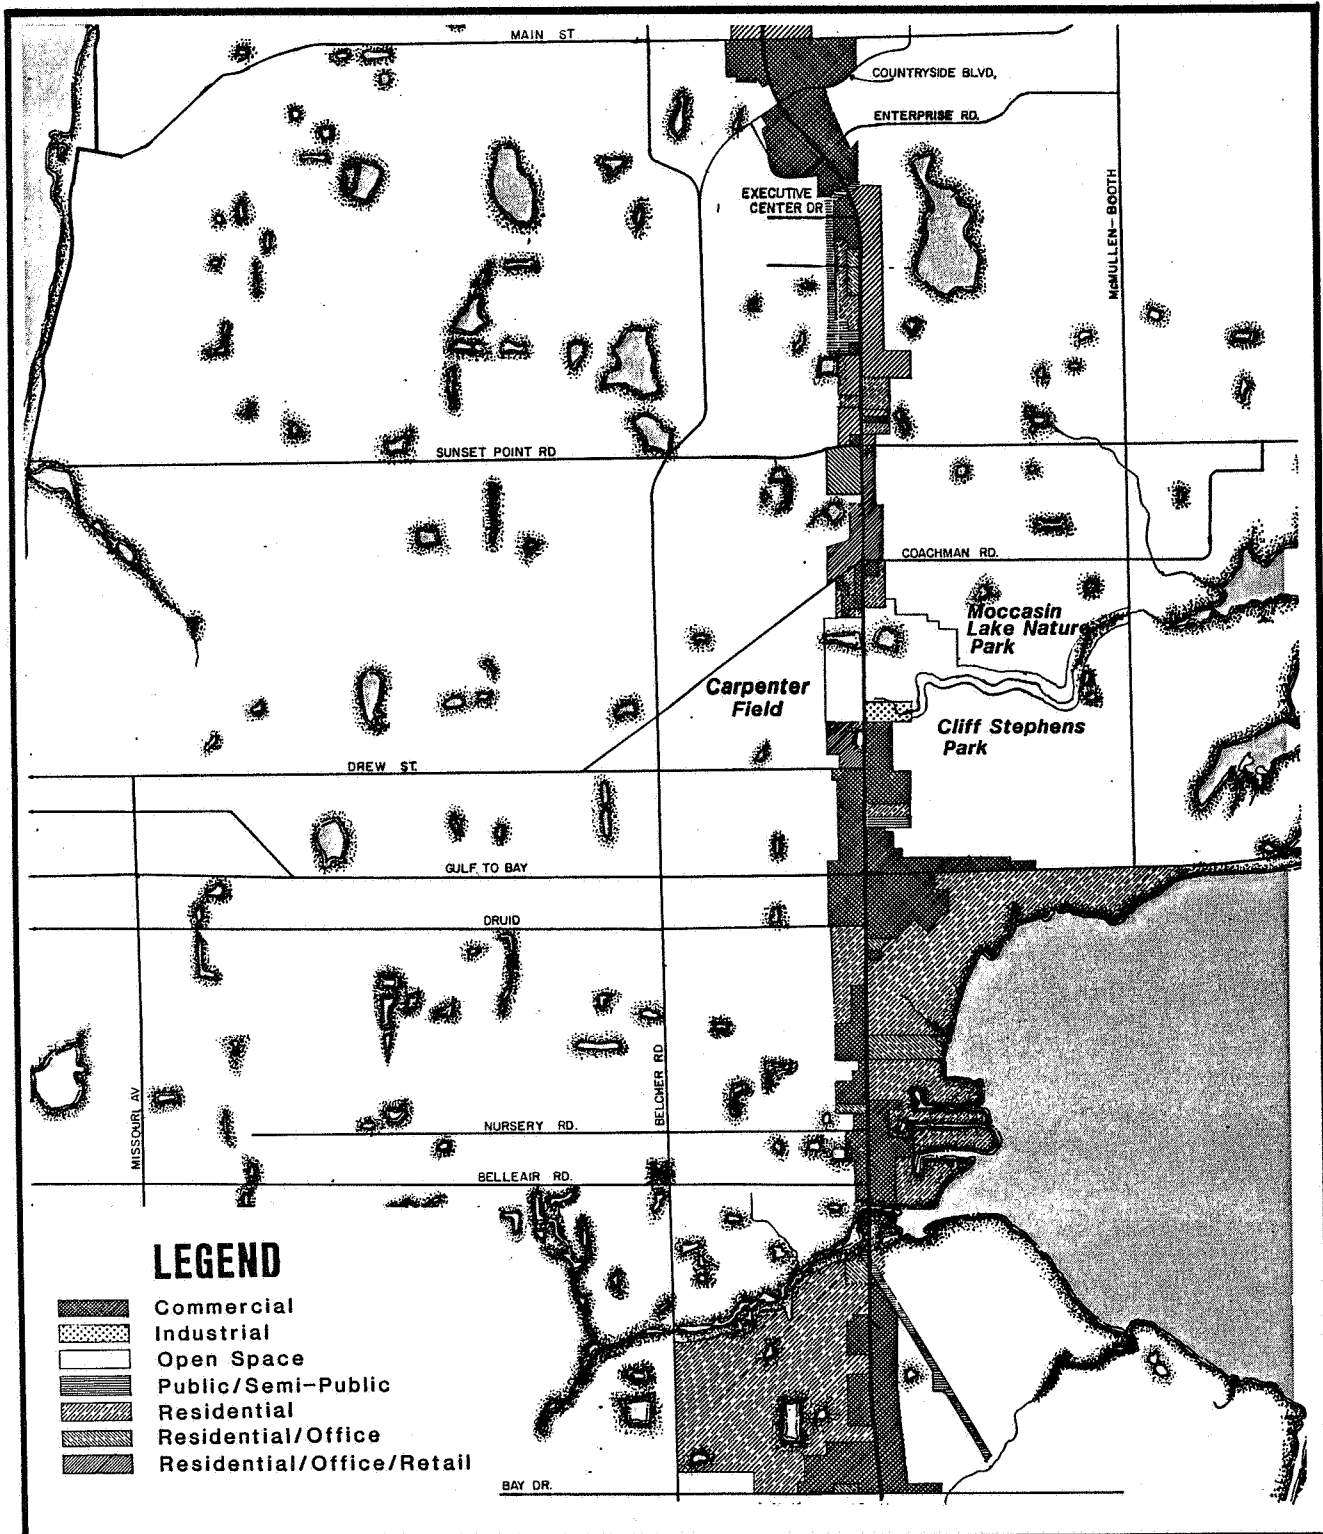 MAIN ST
COUNTRYSIDE BLVD,
ENTERPRISE RD.
McMULLEN-BOOTH
EXECUTIVE
CENTER DR
SUNSET POINT RD
COACHMAN RD.
Moccasin
Lake Nature
Park
Carpenter
Field
Cliff Stephens
Park
DREW ST.
GULF TO BAY
DRUID
MISSOURI AV
BELCHER RD
NURSERY RD.
BELLEAIR RD.
LEGEND
Commercial
Industrial
Open Space
Public/Semi-Public
Residential
Residential/Office
Residential/Office/Retail
BAY DR.